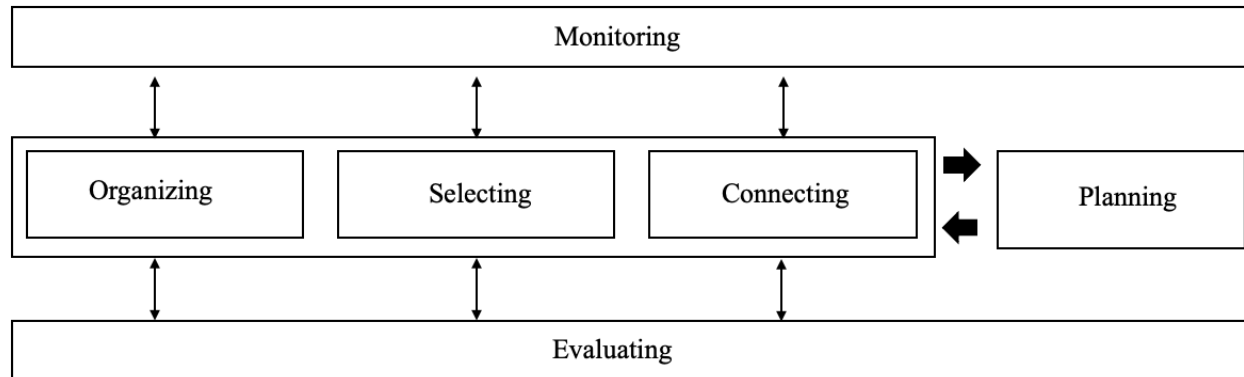 Monitoring
Organizing
Selecting
Connecting
Planning
Evaluating